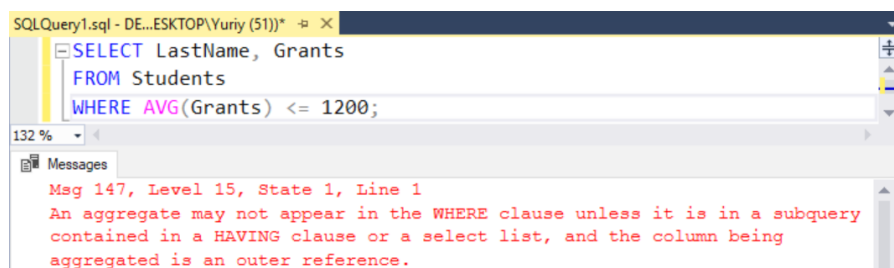 SQLQuery1.sql - DE...ESKTOP\Yuriy (51))*
SELECT LastName, Grants
FROM Students
WHERE AVG(Grants) <= 1200;
132 %
Messages
Msg 147, Level 15, State 1, Line 1
An aggregate may not appear in the WHERE clause unless it is in a subquery
contained in a HAVING clause or a select list, and the column being
aggregated is an outer reference.